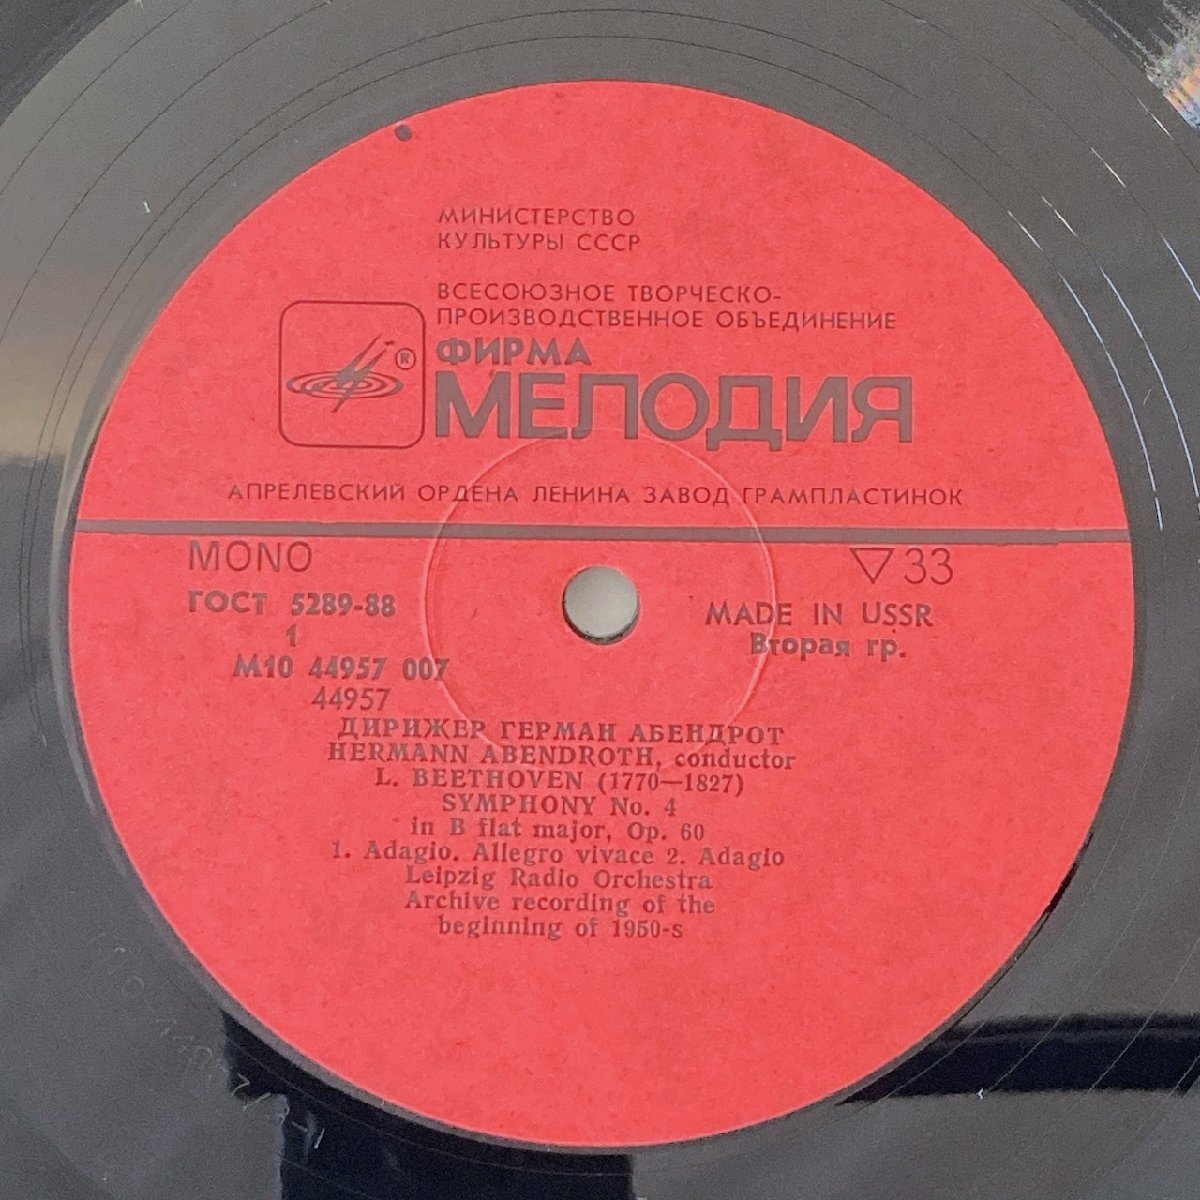 МИНИСТЕРСТВО
КУЛЬТУРЫ СССР
ВСЕСОЮЗНОЕ ТВОРЧЕСКО-
ПРОИЗВОДСТВЕННОЕ ОБЪЕДИНЕНИЕ
ФИРМА
®
МЕЛОДИЯ
АПРЕЛЕВСКИЙ ОРДЕНА ЛЕНИНА ЗАВОД ГРАМПЛАСТИНОК
MONO ▽33
ГОСТ 5289-88 MADE IN USSR
1 Вторая гр.
М10 44957 007
44957
ДИРИЖЕР ГЕРМАН АБЕНДРОТ
HERMANN ABENDROTH, conductor
L. BEETHOVEN (1770—1827)
SYMPHONY No. 4
in B flat major, Op. 60
1. Adagio. Allegro vivace 2. Adagio
Leipzig Radio Orchestra
Archive recording of the
beginning of 1950-s